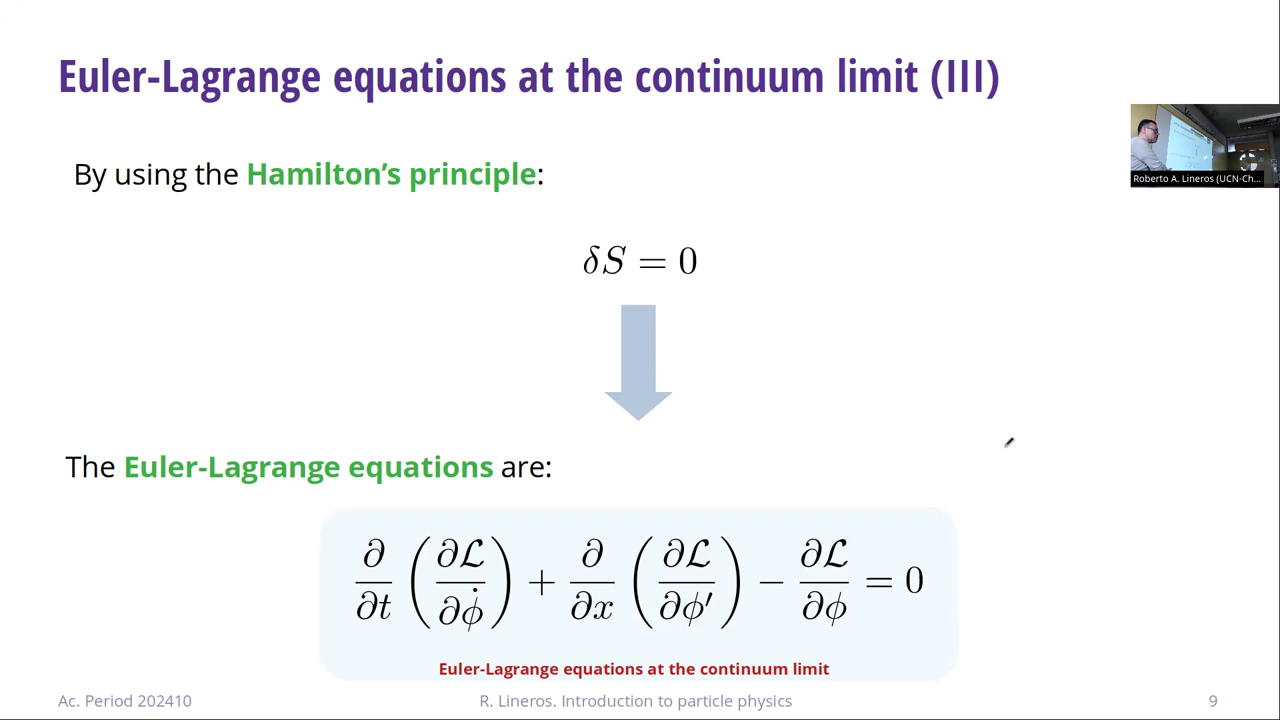 Euler-Lagrange equations at the continuum limit (III)
By using the Hamilton's principle:
Roberto A. Lineros (UCN-Ch...
δS = 0
The Euler-Lagrange equations are:
∂/∂t (∂ℒ/∂ϕ̇) + ∂/∂x (∂ℒ/∂ϕ′) − ∂ℒ/∂ϕ = 0
Euler-Lagrange equations at the continuum limit
Ac. Period 202410 R. Lineros. Introduction to particle physics 9